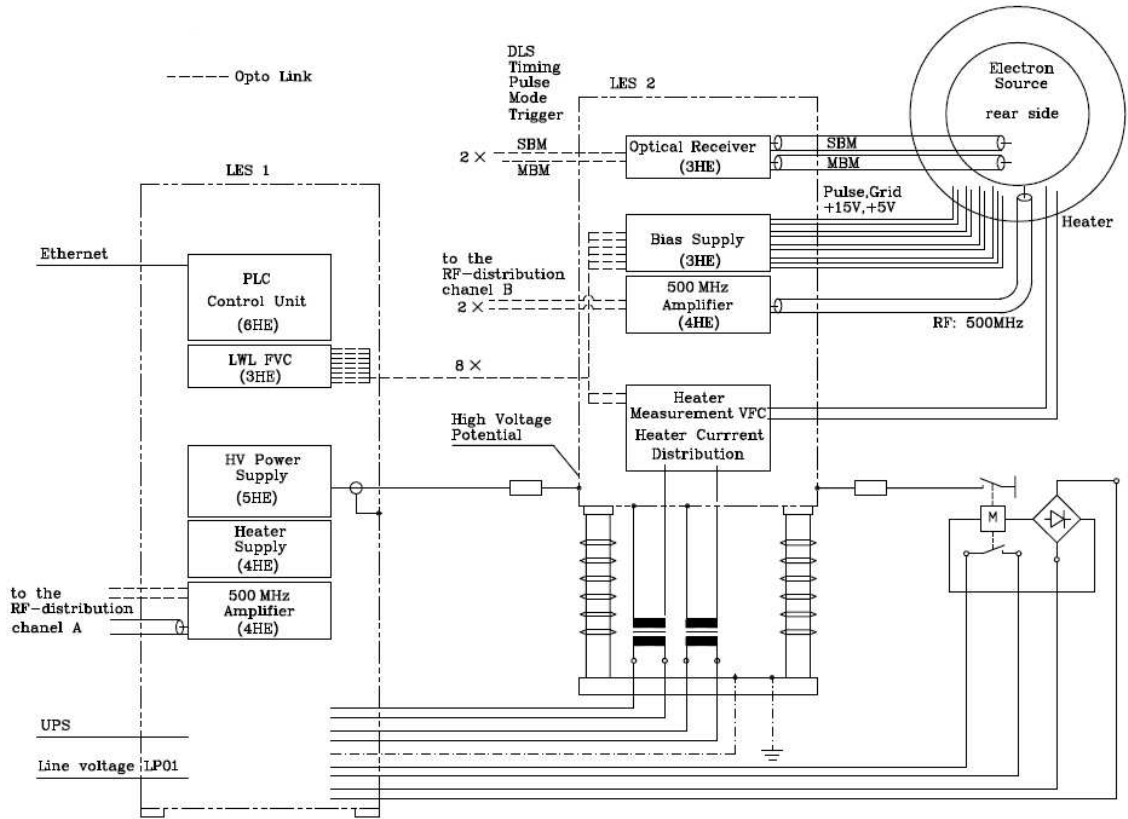 Opto Link
DLS
Timing
Pulse
Mode
Trigger
LES 2
Electron
Source
rear side
SBM
2 ×
MBM
Optical Receiver
(3HE)
SBM
MBM
Pulse,Grid
+15V,+5V
Heater
LES 1
Ethernet
PLC
Control Unit
(6HE)
LWL FVC
(3HE)
to the
RF-distribution
chanel B
2 ×
Bias Supply
(3HE)
500 MHz
Amplifier
(4HE)
RF: 500MHz
8 ×
Heater
Measurement VFC
Heater Currrent
Distribution
High Voltage
Potential
HV Power
Supply
(5HE)
Heater
Supply
(4HE)
M
to the
RF-distribution
chanel A
500 MHz
Amplifier
(4HE)
UPS
Line voltage LP01